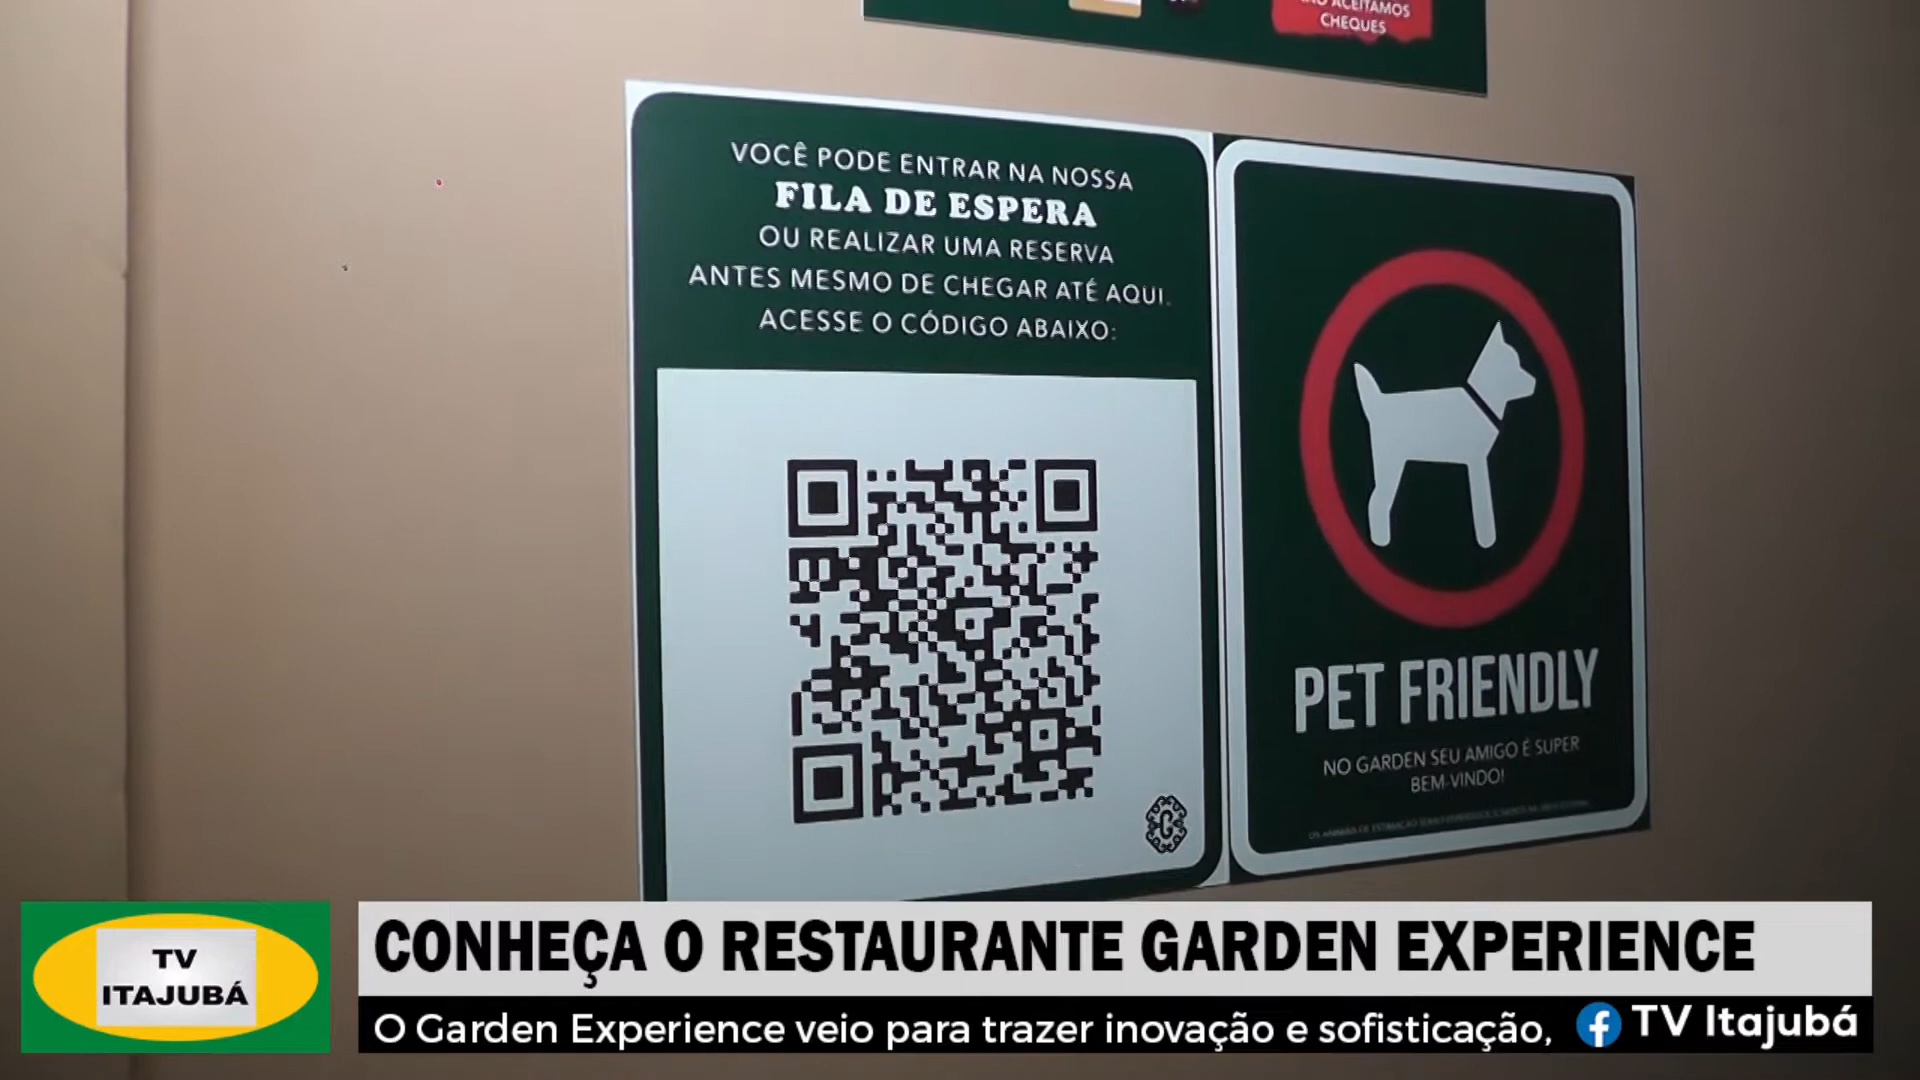 ACEITAMOS
CHEQUES
VOCÊ PODE ENTRAR NA NOSSA
FILA DE ESPERA
OU REALIZAR UMA RESERVA
ANTES MESMO DE CHEGAR ATÉ AQUI.
ACESSE O CÓDIGO ABAIXO:
PET FRIENDLY
NO GARDEN SEU AMIGO É SUPER
BEM-VINDO!
TV
ITAJUBÁ
CONHEÇA O RESTAURANTE GARDEN EXPERIENCE
O Garden Experience veio para trazer inovação e sofisticação,
TV Itajubá